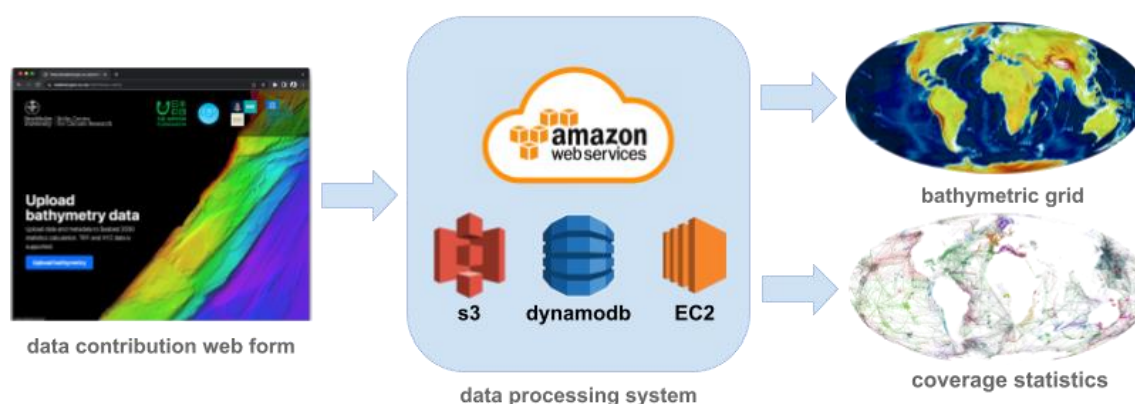 Upload
bathymetry data
Upload bathymetry
data contribution web form
amazon
web services
s3
dynamodb
EC2
data processing system
bathymetric grid
coverage statistics